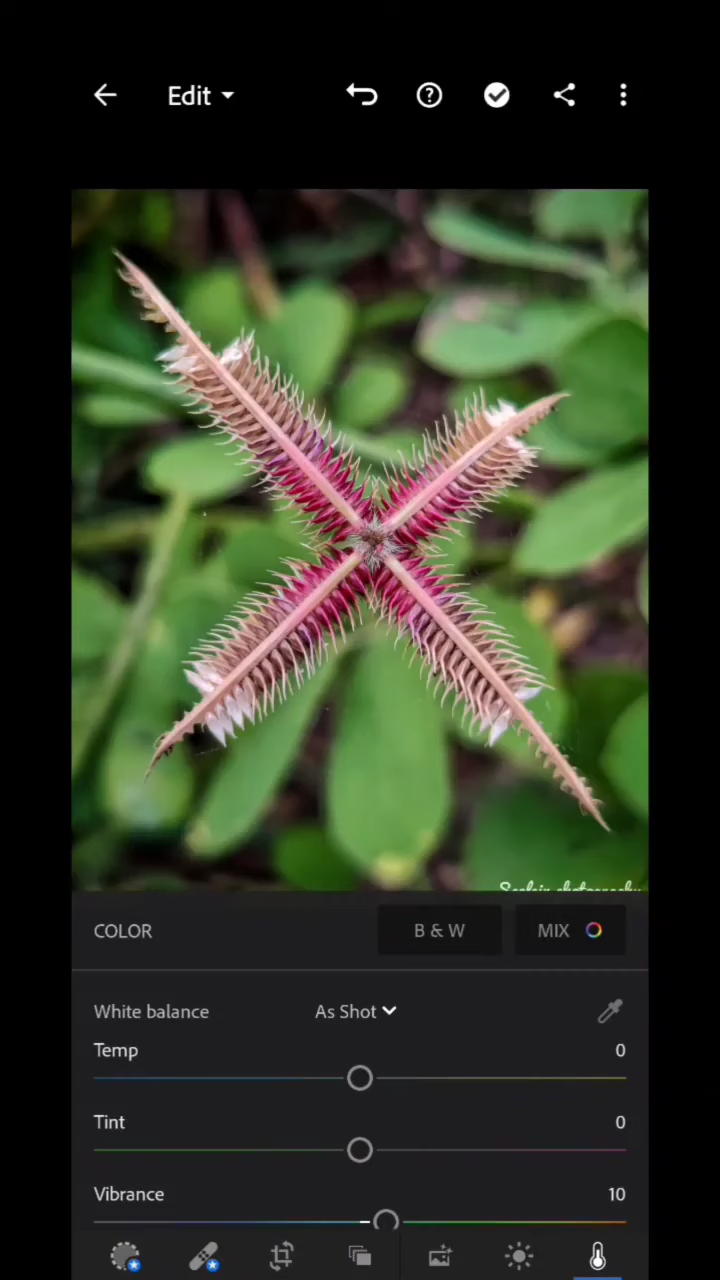 Edit
COLOR
B & W
MIX
White balance
As Shot
Temp
0
Tint
0
Vibrance
10